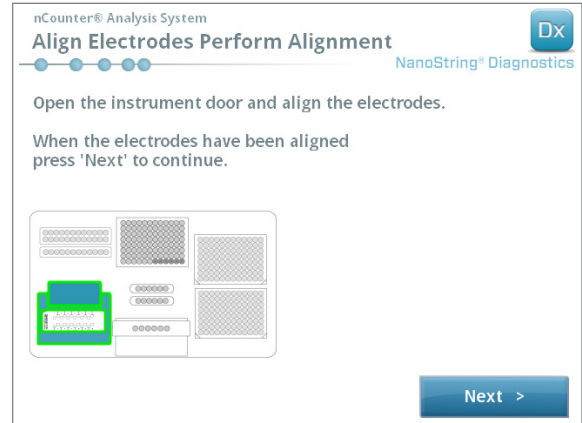 nCounter® Analysis System
Align Electrodes Perform Alignment
Dx
NanoString® Diagnostics
Open the instrument door and align the electrodes.
When the electrodes have been aligned
press 'Next' to continue.
Next >